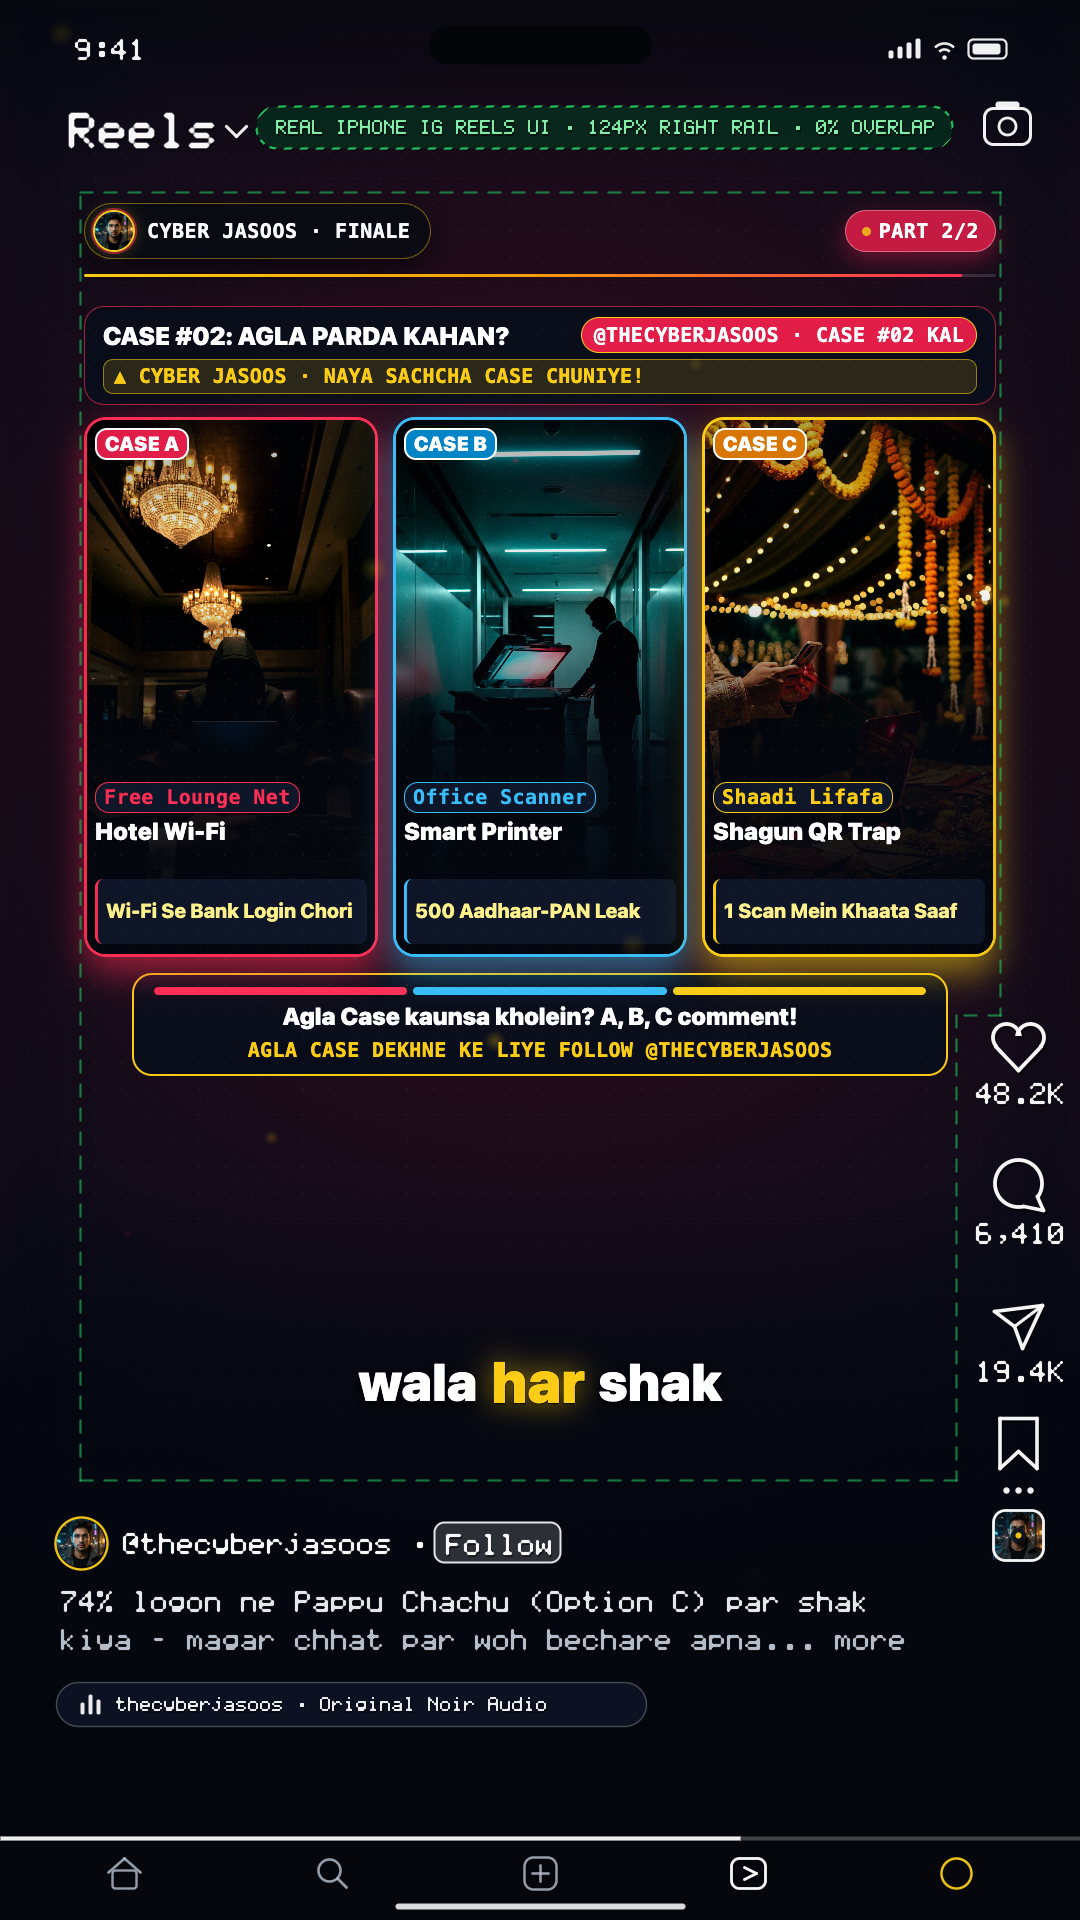 9:41
Reels
REAL IPHONE IG REELS UI · 124PX RIGHT RAIL · 0% OVERLAP
CYBER JASOOS · FINALE
PART 2/2
CASE #02: AGLA PARDA KAHAN?
@THECYBERJASOOS · CASE #02 KAL
▲ CYBER JASOOS · NAYA SACHCHA CASE CHUNIYE!
CASE A
Free Lounge Net
Hotel Wi-Fi
Wi-Fi Se Bank Login Chori
CASE B
Office Scanner
Smart Printer
500 Aadhaar-PAN Leak
CASE C
Shaadi Lifafa
Shagun QR Trap
1 Scan Mein Khaata Saaf
Agla Case kaunsa kholein? A, B, C comment!
AGLA CASE DEKHNE KE LIYE FOLLOW @THECYBERJASOOS
48.2K
6,410
19.4K
wala har shak
@thecyberjasoos · Follow
74% logon ne Pappu Chachu (Option C) par shak
kiya - magar chhat par woh bechare apna... more
thecyberjasoos · Original Noir Audio